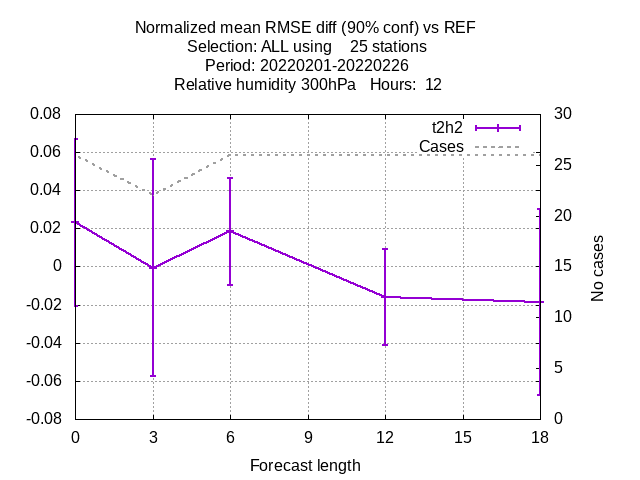 Normalized mean RMSE diff (90% conf) vs REF
Selection: ALL using    25 stations
Period: 20220201-20220226
Relative humidity 300hPa   Hours:  12
t2h2
Cases
0.08
0.06
0.04
0.02
0
-0.02
-0.04
-0.06
-0.08
30
25
20
15
10
5
0
No cases
0 3 6 9 12 15 18
Forecast length